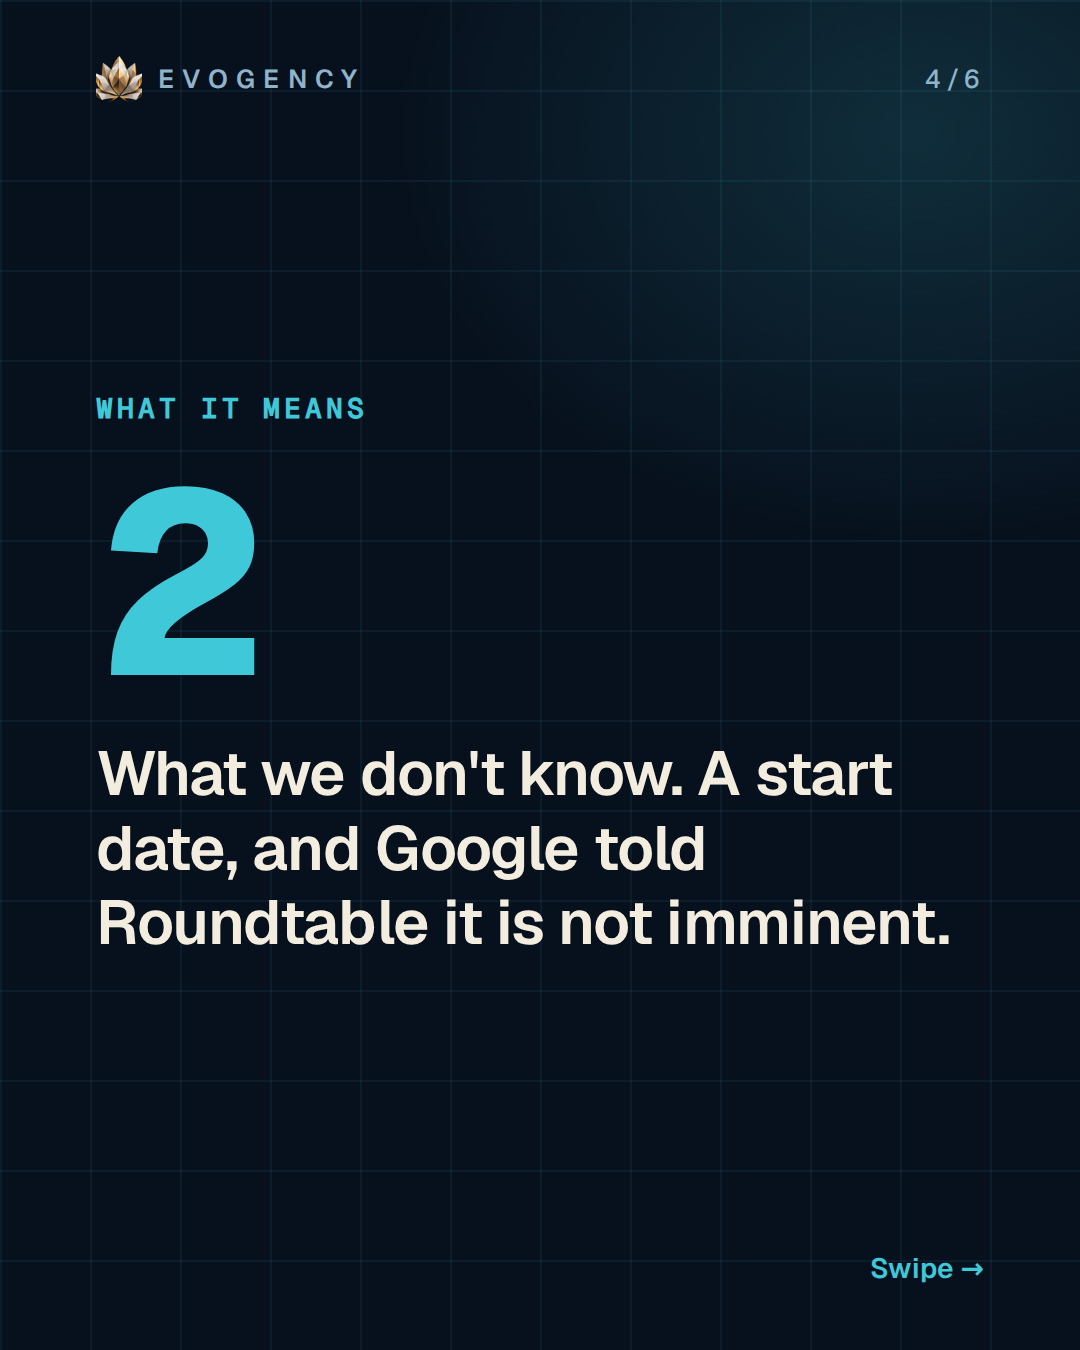 EVOGENCY
4/6
WHAT IT MEANS
2
What we don't know. A start
date, and Google told
Roundtable it is not imminent.
Swipe →